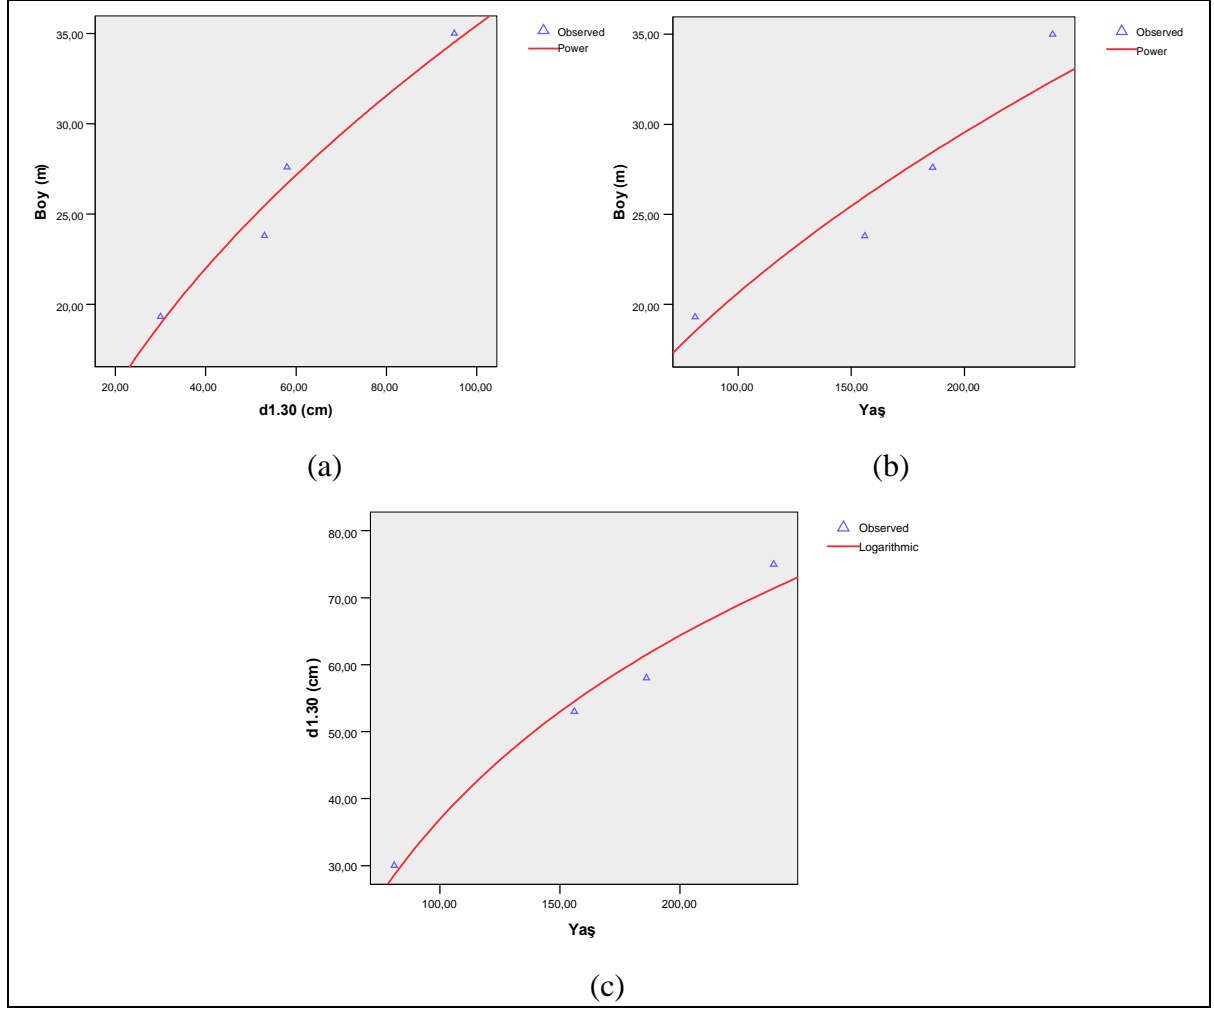 35,00
30,00
25,00
20,00
Boy (m)
20,00 40,00 60,00 80,00 100,00
d1.30 (cm)
Observed
Power
(a)
35,00
30,00
25,00
20,00
Boy (m)
100,00 150,00 200,00
Yaş
Observed
Power
(b)
80,00
70,00
60,00
50,00
40,00
30,00
d1.30 (cm)
100,00 150,00 200,00
Yaş
Observed
Logarithmic
(c)